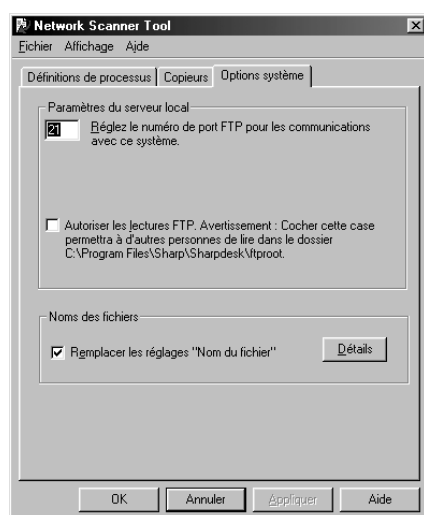 Network Scanner Tool
Fichier Affichage Ajde
Définitions de processus Copieurs Options système
Paramètres du serveur local
21 Réglez le numéro de port FTP pour les communications
avec ce système.
Autoriser les lectures FTP. Avertissement : Cocher cette case
permettra à d'autres personnes de lire dans le dossier
C:\Program Files\Sharp\Sharpdesk\ftproot.
Noms des fichiers
Remplacer les réglages "Nom du fichier" Détails
OK Annuler Appliquer Aide